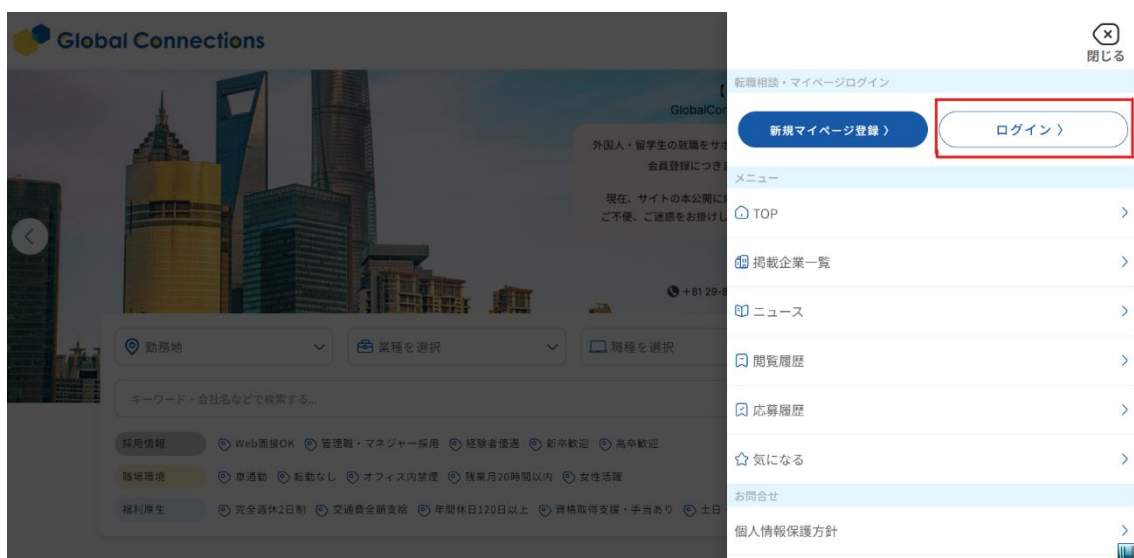 Global Connections
閉じる
転職相談・マイページログイン
新規マイページ登録 〉
ログイン 〉
メニュー
TOP
掲載企業一覧
ニュース
閲覧履歴
応募履歴
気になる
お問合せ
個人情報保護方針
【
GlobalCon
外国人・留学生の就職をサポ
会員登録につきま
現在、サイトの本公開に
ご不便、ご迷惑をお掛けし
+81 29-8
勤務地
業種を選択
職種を選択
キーワード・会社名などで検索する...
採用情報 Web面接OK 管理職・マネジャー採用 経験者優遇 新卒歓迎 高卒歓迎
職場環境 車通勤 転勤なし オフィス内禁煙 残業月20時間以内 女性活躍
福利厚生 完全週休2日制 交通費全額支給 年間休日120日以上 資格取得支援・手当あり 土日